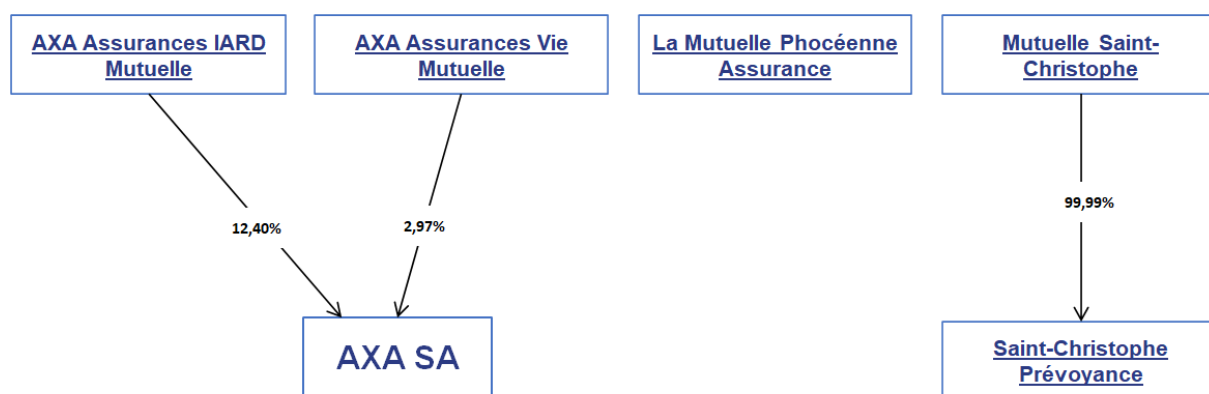 AXA Assurances IARD
Mutuelle
AXA Assurances Vie
Mutuelle
La Mutuelle Phocéenne
Assurance
Mutuelle Saint-
Christophe
12,40%
2,97%
99,99%
AXA SA
Saint-Christophe
Prévoyance